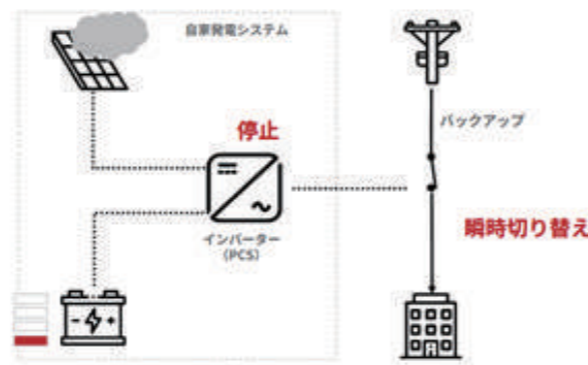 自家発電システム
停止
バックアップ
インバーター
(PCS)
瞬時切り替え